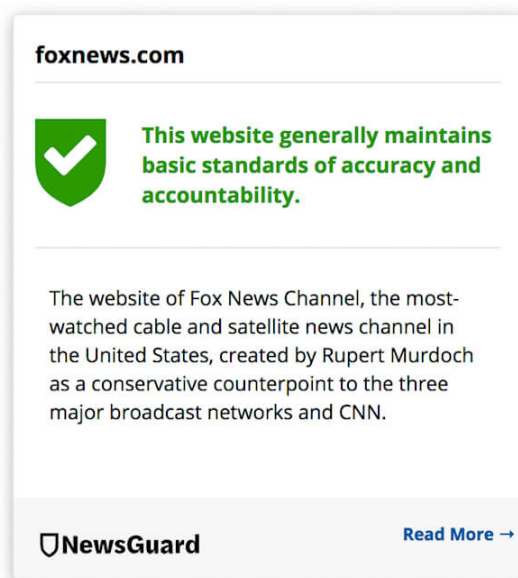 foxnews.com
This website generally maintains
basic standards of accuracy and
accountability.
The website of Fox News Channel, the most-
watched cable and satellite news channel in
the United States, created by Rupert Murdoch
as a conservative counterpoint to the three
major broadcast networks and CNN.
NewsGuard
Read More →